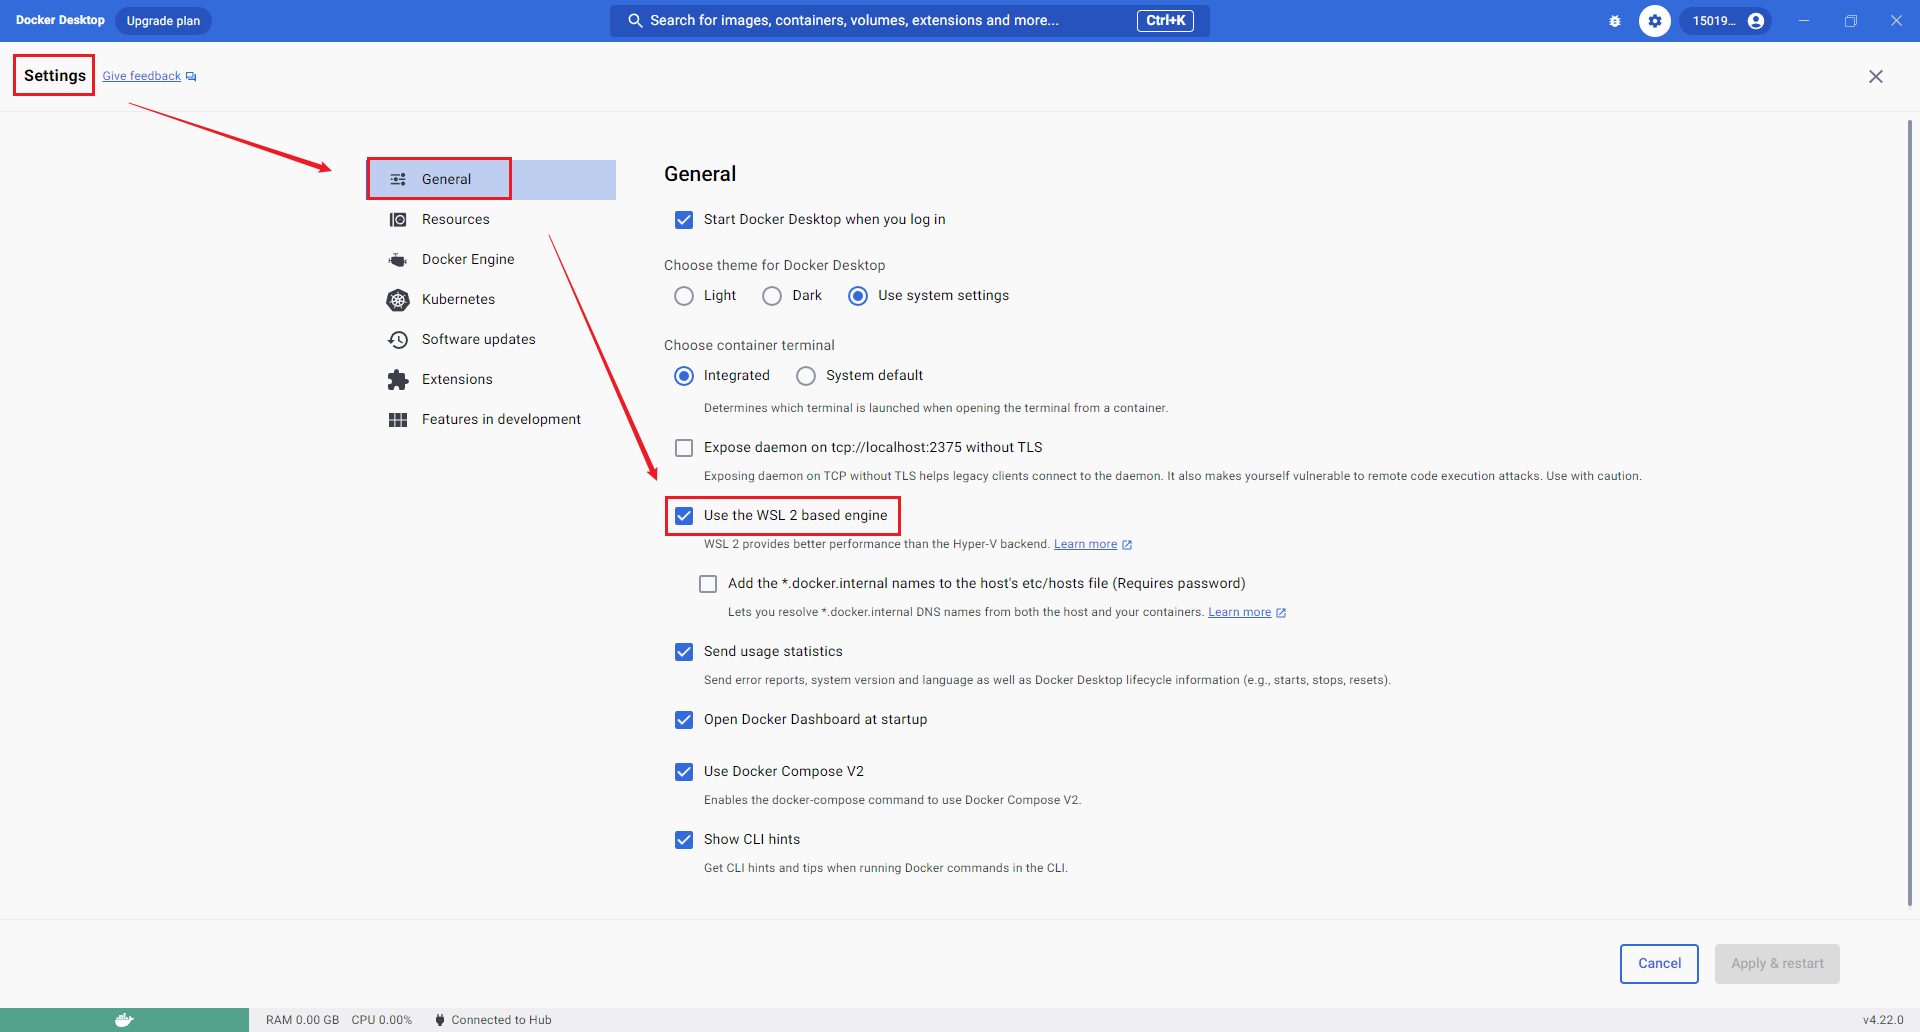 Docker Desktop
Upgrade plan
Search for images, containers, volumes, extensions and more...
Ctrl+K
15019...
Settings
Give feedback
General
Resources
Docker Engine
Kubernetes
Software updates
Extensions
Features in development
General
Start Docker Desktop when you log in
Choose theme for Docker Desktop
Light
Dark
Use system settings
Choose container terminal
Integrated
System default
Determines which terminal is launched when opening the terminal from a container.
Expose daemon on tcp://localhost:2375 without TLS
Exposing daemon on TCP without TLS helps legacy clients connect to the daemon. It also makes yourself vulnerable to remote code execution attacks. Use with caution.
Use the WSL 2 based engine
WSL 2 provides better performance than the Hyper-V backend. Learn more
Add the *.docker.internal names to the host's etc/hosts file (Requires password)
Lets you resolve *.docker.internal DNS names from both the host and your containers. Learn more
Send usage statistics
Send error reports, system version and language as well as Docker Desktop lifecycle information (e.g., starts, stops, resets).
Open Docker Dashboard at startup
Use Docker Compose V2
Enables the docker-compose command to use Docker Compose V2.
Show CLI hints
Get CLI hints and tips when running Docker commands in the CLI.
Cancel
Apply & restart
RAM 0.00 GB
CPU 0.00%
Connected to Hub
v4.22.0